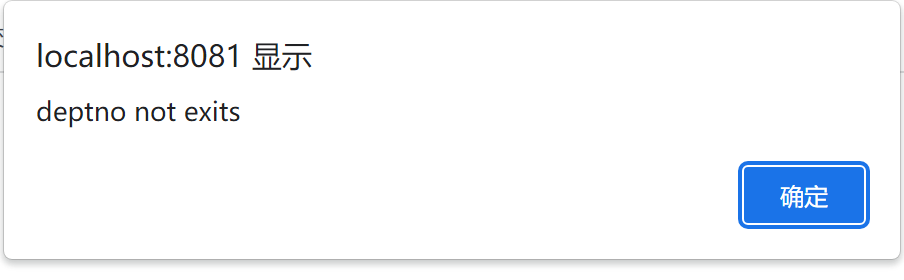 localhost:8081 显示
deptno not exits
确定